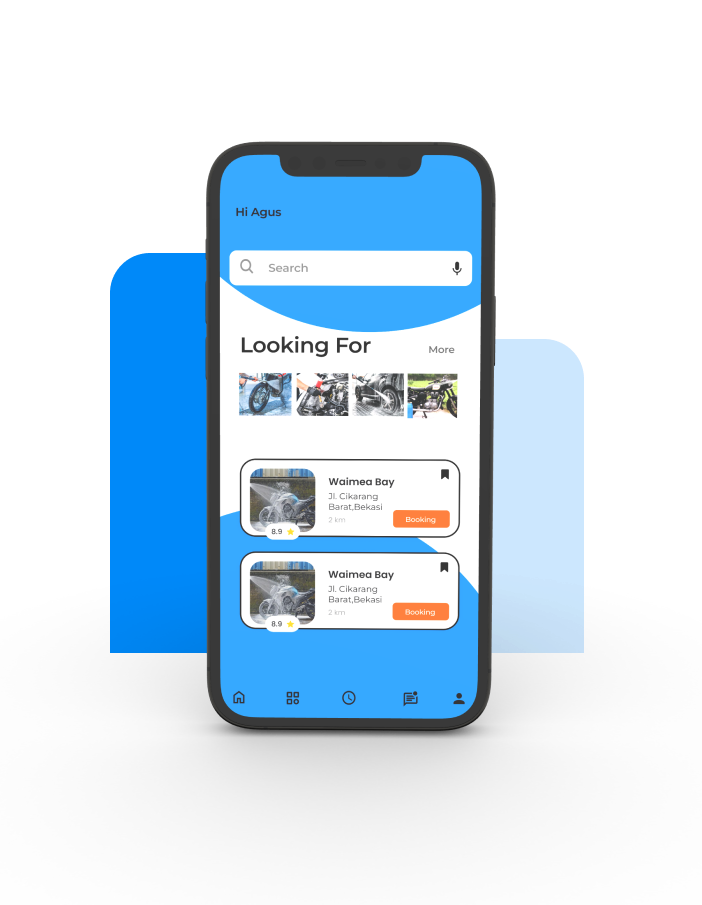 Hi Agus
Search
Looking For
More
Waimea Bay
Jl. Cikarang
Barat,Bekasi
2 km
Booking
8.9
Waimea Bay
Jl. Cikarang
Barat,Bekasi
2 km
Booking
8.9